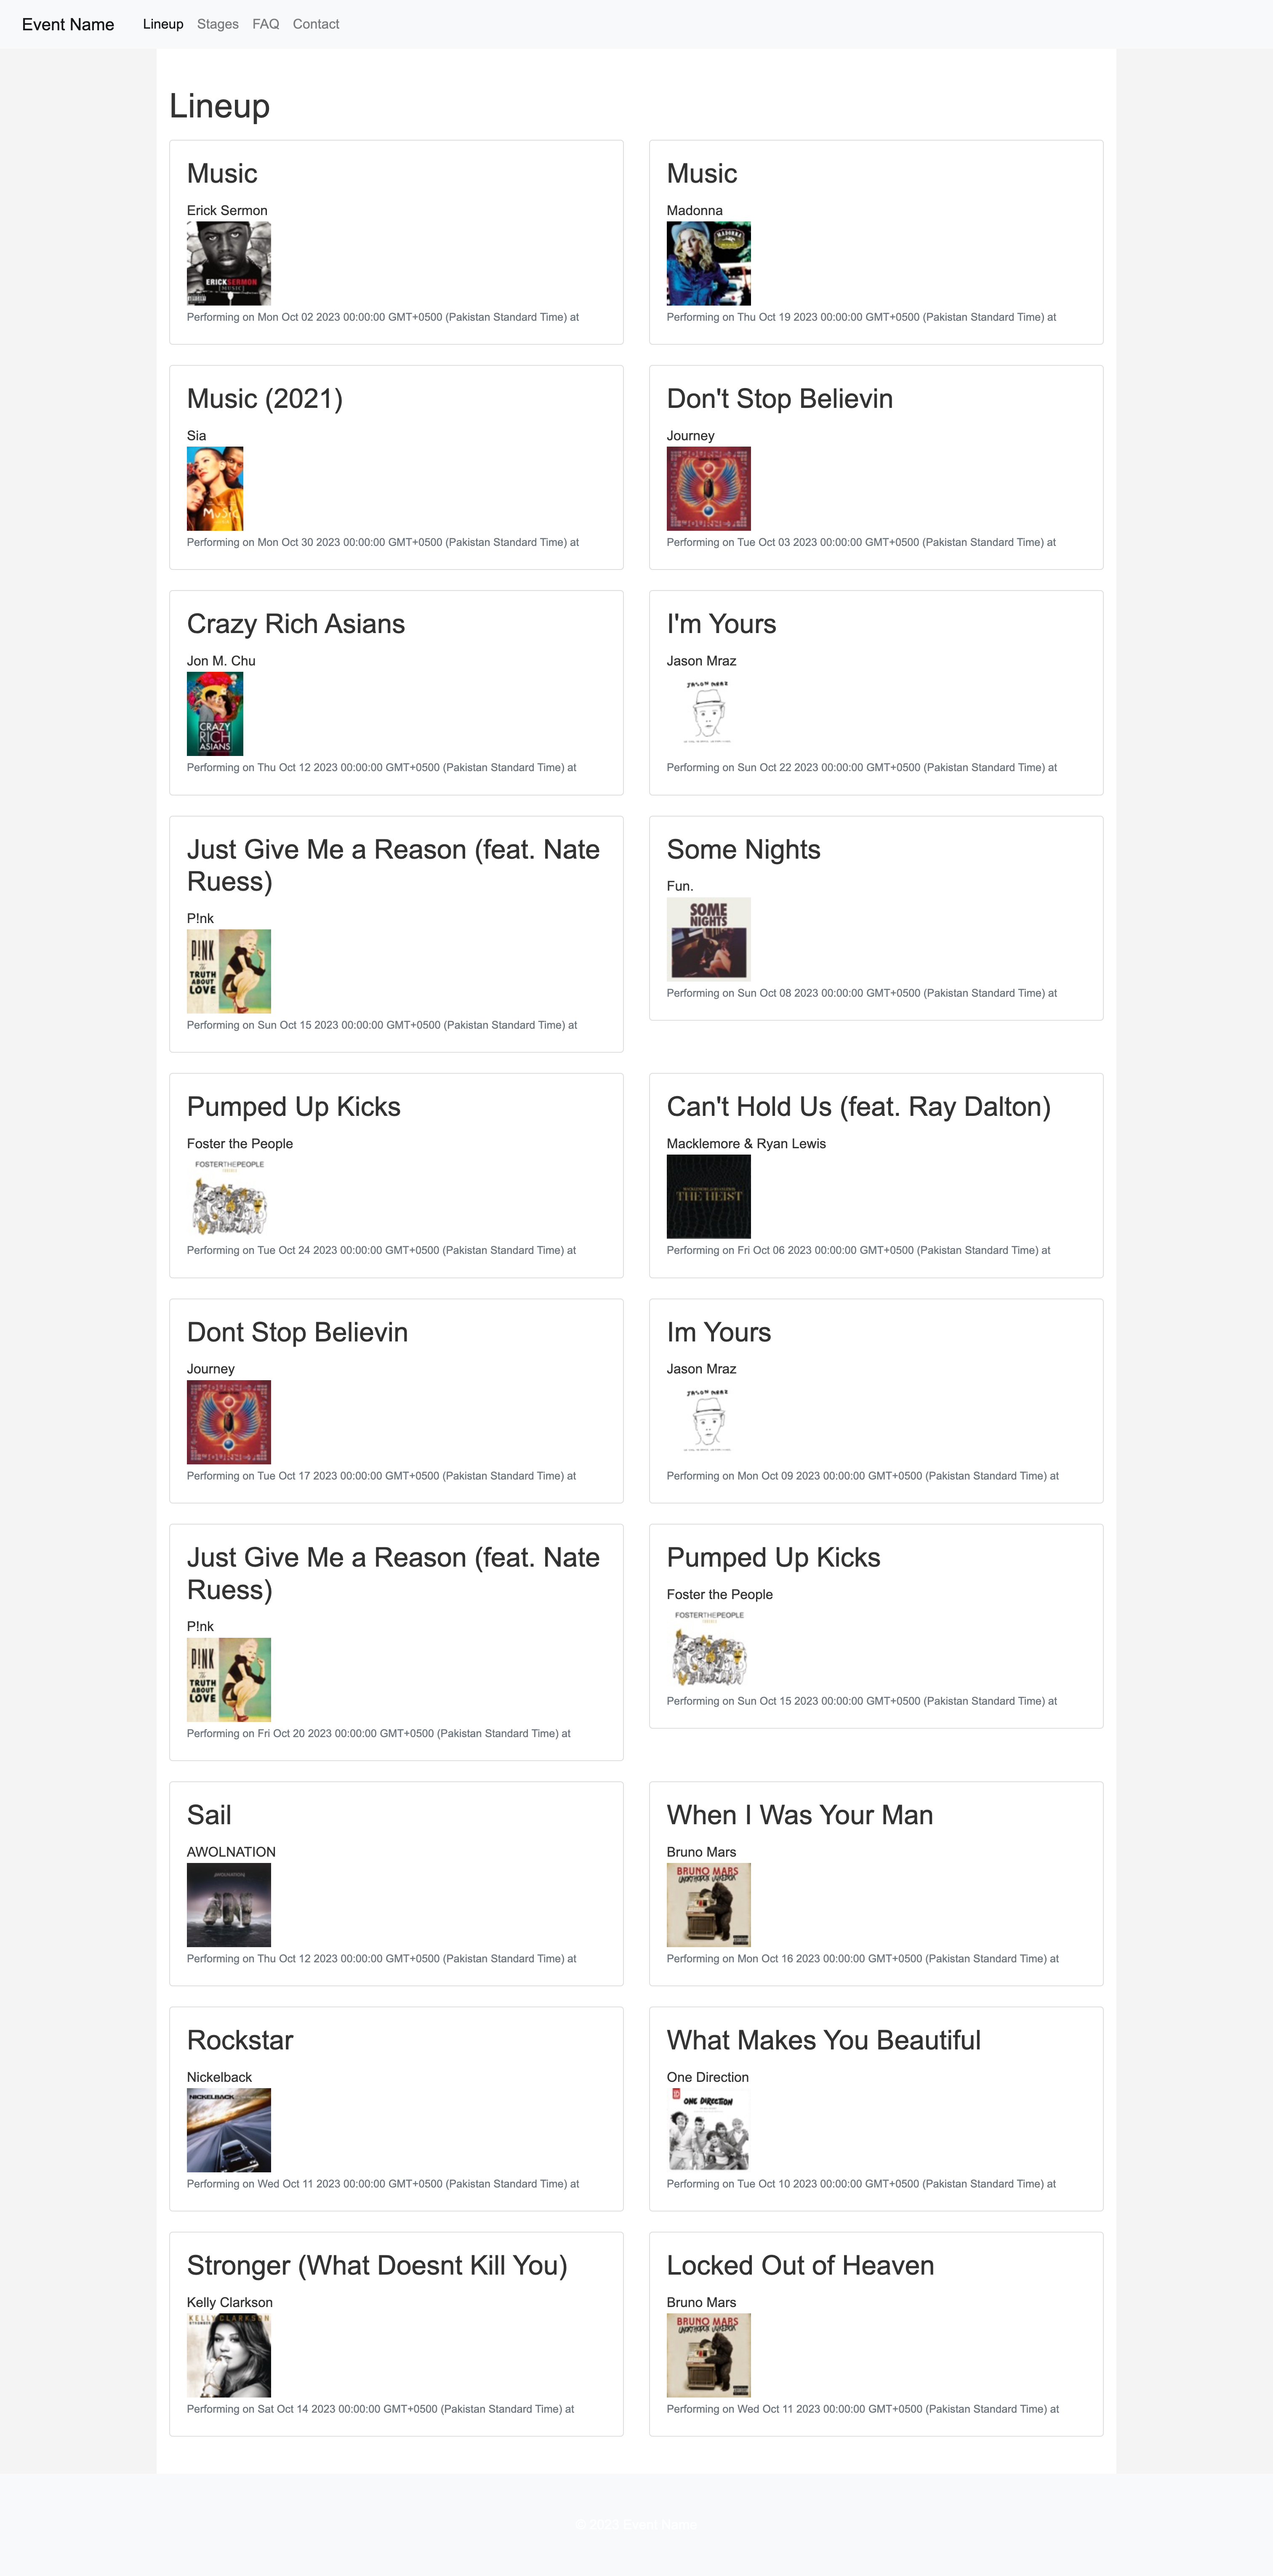 Event Name
Lineup
Stages
FAQ
Contact
Lineup
Music
Erick Sermon
ERICKSERMON
Performing on Mon Oct 02 2023 00:00:00 GMT+0500 (Pakistan Standard Time) at
Music
Madonna
MADONNA
Performing on Thu Oct 19 2023 00:00:00 GMT+0500 (Pakistan Standard Time) at
Music (2021)
Sia
MUSIC
Performing on Mon Oct 30 2023 00:00:00 GMT+0500 (Pakistan Standard Time) at
Don't Stop Believin
Journey
Performing on Tue Oct 03 2023 00:00:00 GMT+0500 (Pakistan Standard Time) at
Crazy Rich Asians
Jon M. Chu
CRAZY
RICH
ASIANS
Performing on Thu Oct 12 2023 00:00:00 GMT+0500 (Pakistan Standard Time) at
I'm Yours
Jason Mraz
JASON MRAZ
Performing on Sun Oct 22 2023 00:00:00 GMT+0500 (Pakistan Standard Time) at
Just Give Me a Reason (feat. Nate
Ruess)
P!nk
P!NK
The
TRUTH
ABOUT
LOVE
Performing on Sun Oct 15 2023 00:00:00 GMT+0500 (Pakistan Standard Time) at
Some Nights
Fun.
SOME
NIGHTS
Performing on Sun Oct 08 2023 00:00:00 GMT+0500 (Pakistan Standard Time) at
Pumped Up Kicks
Foster the People
FOSTERTHEPEOPLE
Performing on Tue Oct 24 2023 00:00:00 GMT+0500 (Pakistan Standard Time) at
Can't Hold Us (feat. Ray Dalton)
Macklemore & Ryan Lewis
THE HEIST
Performing on Fri Oct 06 2023 00:00:00 GMT+0500 (Pakistan Standard Time) at
Dont Stop Believin
Journey
Performing on Tue Oct 17 2023 00:00:00 GMT+0500 (Pakistan Standard Time) at
Im Yours
Jason Mraz
JASON MRAZ
Performing on Mon Oct 09 2023 00:00:00 GMT+0500 (Pakistan Standard Time) at
Just Give Me a Reason (feat. Nate
Ruess)
P!nk
P!NK
The
TRUTH
ABOUT
LOVE
Performing on Fri Oct 20 2023 00:00:00 GMT+0500 (Pakistan Standard Time) at
Pumped Up Kicks
Foster the People
FOSTERTHEPEOPLE
Performing on Sun Oct 15 2023 00:00:00 GMT+0500 (Pakistan Standard Time) at
Sail
AWOLNATION
AWOLNATION
Performing on Thu Oct 12 2023 00:00:00 GMT+0500 (Pakistan Standard Time) at
When I Was Your Man
Bruno Mars
BRUNO MARS
UNORTHODOX JUKEBOX
Performing on Mon Oct 16 2023 00:00:00 GMT+0500 (Pakistan Standard Time) at
Rockstar
Nickelback
NICKELBACK
Performing on Wed Oct 11 2023 00:00:00 GMT+0500 (Pakistan Standard Time) at
What Makes You Beautiful
One Direction
1D
ONE DIRECTION
Performing on Tue Oct 10 2023 00:00:00 GMT+0500 (Pakistan Standard Time) at
Stronger (What Doesnt Kill You)
Kelly Clarkson
KELLY CLARKSON
Performing on Sat Oct 14 2023 00:00:00 GMT+0500 (Pakistan Standard Time) at
Locked Out of Heaven
Bruno Mars
BRUNO MARS
UNORTHODOX JUKEBOX
Performing on Wed Oct 11 2023 00:00:00 GMT+0500 (Pakistan Standard Time) at
© 2023 Event Name